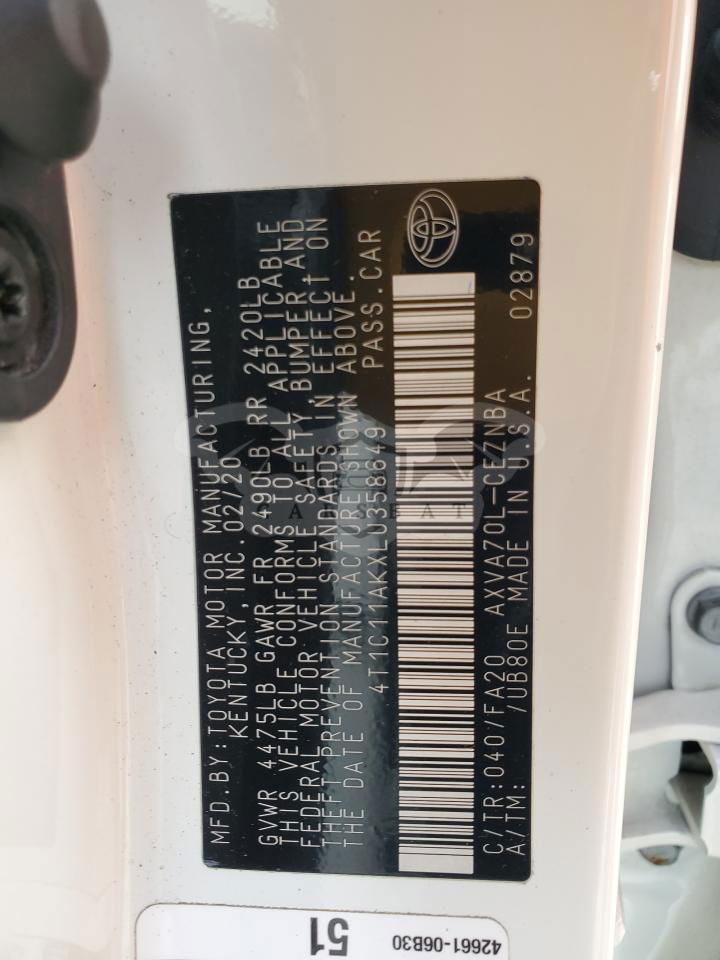 MFD.BY:TOYOTA MOTOR MANUFACTURING,
KENTUCKY, INC.02/20
GVWR 4475LB GAWR FR 2490LB RR 2420LB
THIS VEHICLE CONFORMS TO ALL APPLICABLE
FEDERAL MOTOR VEHICLE SAFETY, BUMPER, AND
THEFT PREVENTION STANDARDS IN EFFECT ON
THE DATE OF MANUFACTURE SHOWN ABOVE.
4T1C11AKXLU358649 PASS.CAR
C/TR:040/FA20 AXVA70L-CEZNBA
A/TM: /UB80E MADE IN U.S.A. 02879
CARSEAT
51
42661-06B30